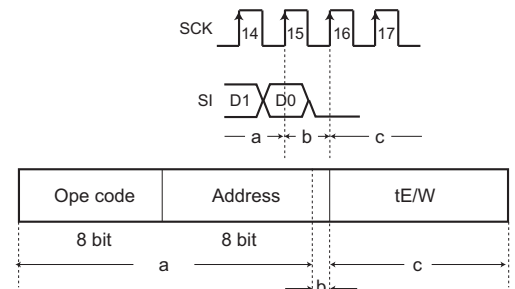 SCK 14 15 16 17
SI D1 D0
a b c
Ope code Address tE/W
8 bit 8 bit
a c
b